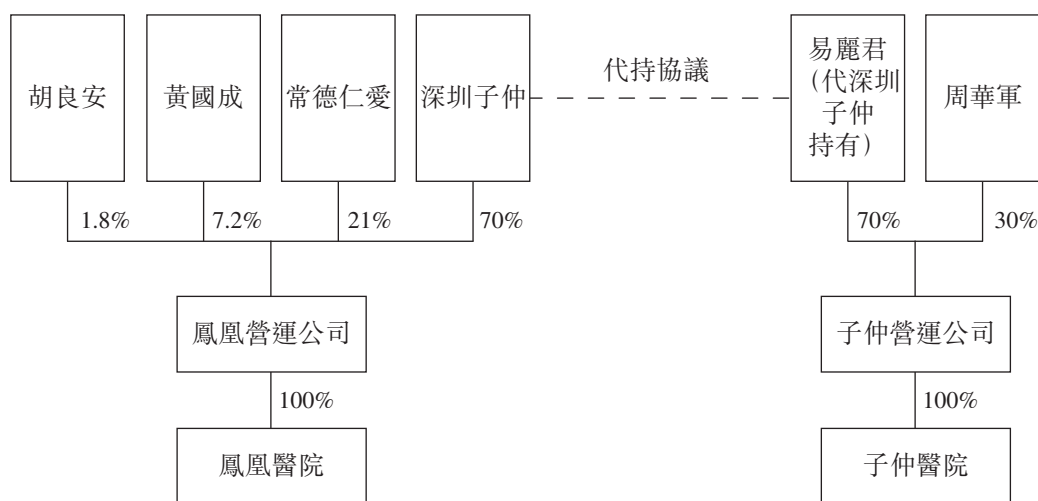 胡良安
黃國成
常德仁愛
深圳子仲
代持協議
易麗君
（代深圳
子仲
持有）
周華軍
1.8%
7.2%
21%
70%
70%
30%
鳳凰營運公司
子仲營運公司
100%
100%
鳳凰醫院
子仲醫院